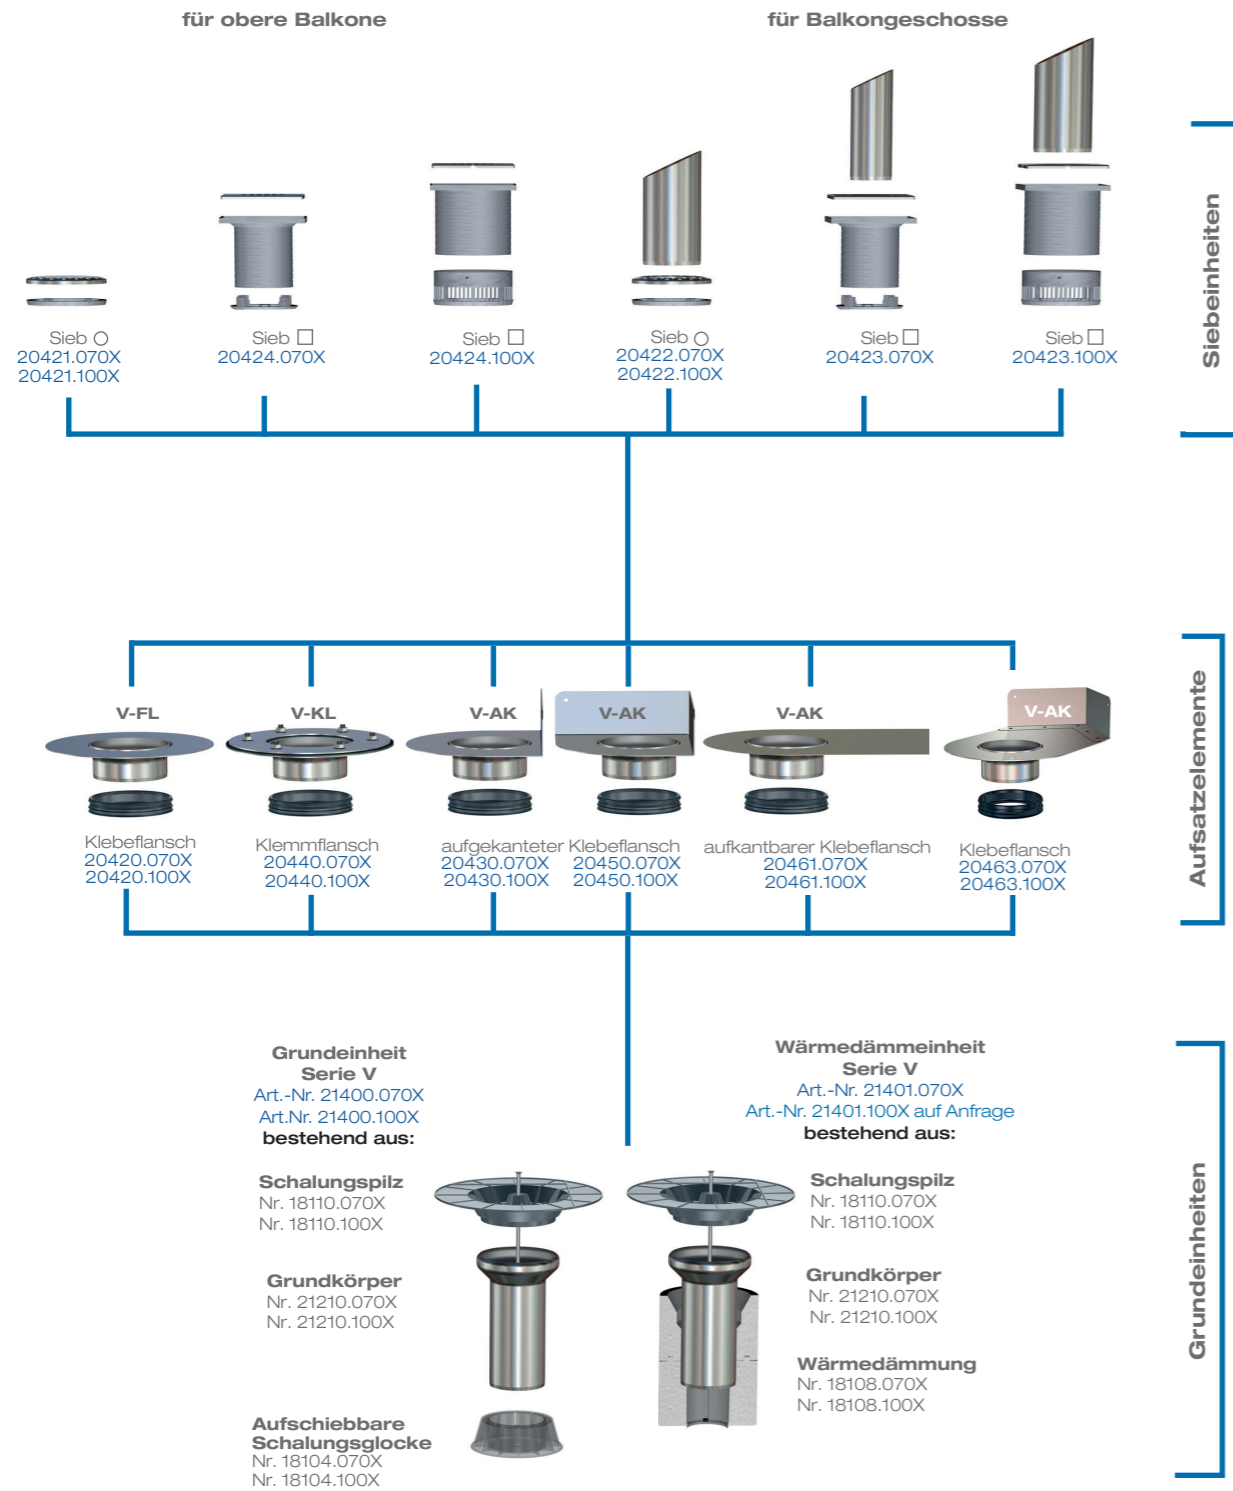 für obere Balkone
für Balkongeschosse
Sieb
20421.070X
20421.100X
Sieb
20424.070X
Sieb
20424.100X
Sieb
20422.070X
20422.100X
Sieb
20423.070X
Sieb
20423.100X
Siebeinheiten
V-FL
V-KL
V-AK
V-AK
V-AK
V-AK
Klebeflansch
20420.070X
20420.100X
Klemmflansch
20440.070X
20440.100X
aufgekanteter Klebeflansch
20430.070X 20450.070X
20430.100X 20450.100X
aufkantbarer Klebeflansch
20461.070X
20461.100X
Klebeflansch
20463.070X
20463.100X
Aufsatzelemente
Grundeinheit
Serie V
Art.-Nr. 21400.070X
Art.Nr. 21400.100X
bestehend aus:
Schalungspilz
Nr. 18110.070X
Nr. 18110.100X
Grundkörper
Nr. 21210.070X
Nr. 21210.100X
Aufschiebbare
Schalungsglocke
Nr. 18104.070X
Nr. 18104.100X
Wärmedämmeinheit
Serie V
Art.-Nr. 21401.070X
Art.-Nr. 21401.100X auf Anfrage
bestehend aus:
Schalungspilz
Nr. 18110.070X
Nr. 18110.100X
Grundkörper
Nr. 21210.070X
Nr. 21210.100X
Wärmedämmung
Nr. 18108.070X
Nr. 18108.100X
Grundeinheiten